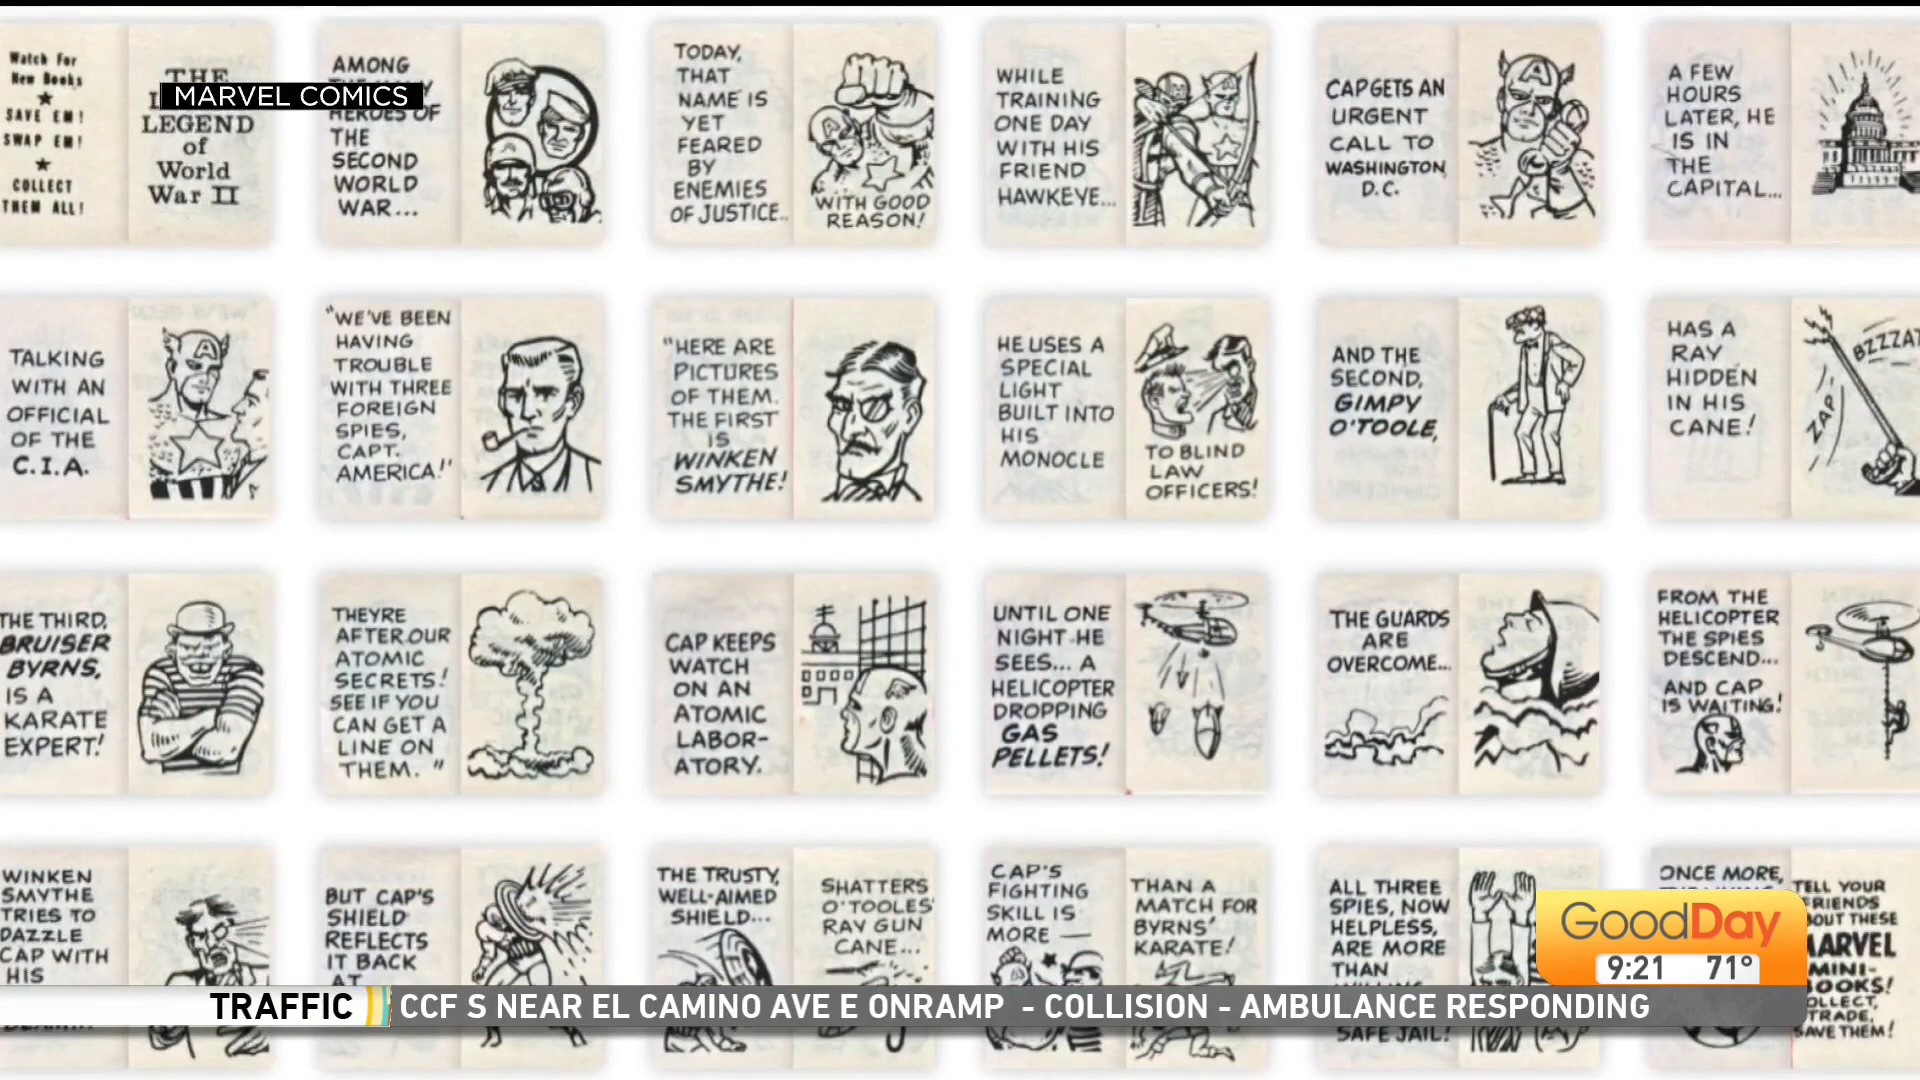 Watch For
New Books
★
SAVE EM!
SWAP EM!
★
COLLECT
THEM ALL!
THE
LEGEND
of
World
War II
MARVEL COMICS
AMONG
HEROES OF
THE
SECOND
WORLD
WAR...
TODAY,
THAT
NAME IS
YET
FEARED
BY
ENEMIES
OF JUSTICE..
WITH GOOD
REASON!
WHILE
TRAINING
ONE DAY
WITH HIS
FRIEND
HAWKEYE...
CAP GETS AN
URGENT
CALL TO
WASHINGTON
D.C.
A FEW
HOURS
LATER, HE
IS IN
THE
CAPITAL...
TALKING
WITH AN
OFFICIAL
OF THE
C.I.A.
"WE'VE BEEN
HAVING
TROUBLE
WITH THREE
FOREIGN
SPIES,
CAPT.
AMERICA!"
"HERE ARE
PICTURES
OF THEM.
THE FIRST
IS
WINKEN
SMYTHE!
HE USES A
SPECIAL
LIGHT
BUILT INTO
HIS
MONOCLE
TO BLIND
LAW
OFFICERS!
AND THE
SECOND,
GIMPY
O'TOOLE,
HAS A
RAY
HIDDEN
IN HIS
CANE!
BZZZAT
ZAP!
THE THIRD,
BRUISER
BYRNS,
IS A
KARATE
EXPERT!
THEYRE
AFTER OUR
ATOMIC
SECRETS!
SEE IF YOU
CAN GET A
LINE ON
THEM. "
CAP KEEPS
WATCH
ON AN
ATOMIC
LABOR-
ATORY.
UNTIL ONE
NIGHT HE
SEES... A
HELICOPTER
DROPPING
GAS
PELLETS!
THE GUARDS
ARE
OVERCOME...
FROM THE
HELICOPTER
THE SPIES
DESCEND...
AND CAP
IS WAITING!
WINKEN
SMYTHE
TRIES TO
DAZZLE
CAP WITH
HIS
BUT CAP'S
SHIELD
REFLECTS
IT BACK
AT
THE TRUSTY,
WELL-AIMED
SHIELD...
SHATTERS
O'TOOLES'
RAY GUN
CANE...
CAP'S
FIGHTING
SKILL IS
MORE —
THAN A
MATCH FOR
BYRNS'
KARATE!
ALL THREE
SPIES, NOW
HELPLESS,
ARE MORE
THAN
SAFE JAIL!
ONCE MORE,
TELL YOUR
FRIENDS
BOUT THESE
MARVEL
MINI-
BOOKS!
COLLECT,
TRADE,
SAVE THEM!
GoodDay
9:21 71°
TRAFFIC CCF S NEAR EL CAMINO AVE E ONRAMP - COLLISION - AMBULANCE RESPONDING